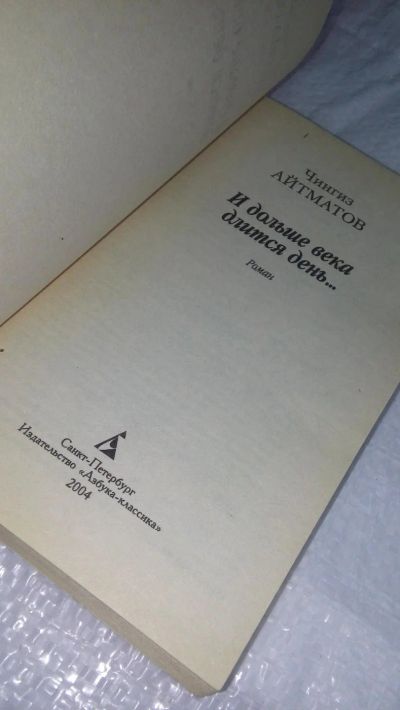 Чингиз
АЙТМАТОВ
И дольше века
длится день...
Роман
Санкт-Петербург
Издательство «Азбука-классика»
2004